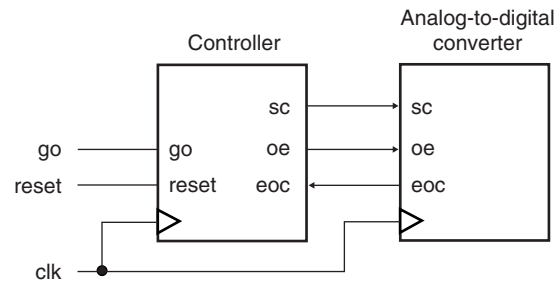 Analog-to-digital
converter
Controller
sc
sc
go
go
oe
oe
reset
reset
eoc
eoc
clk